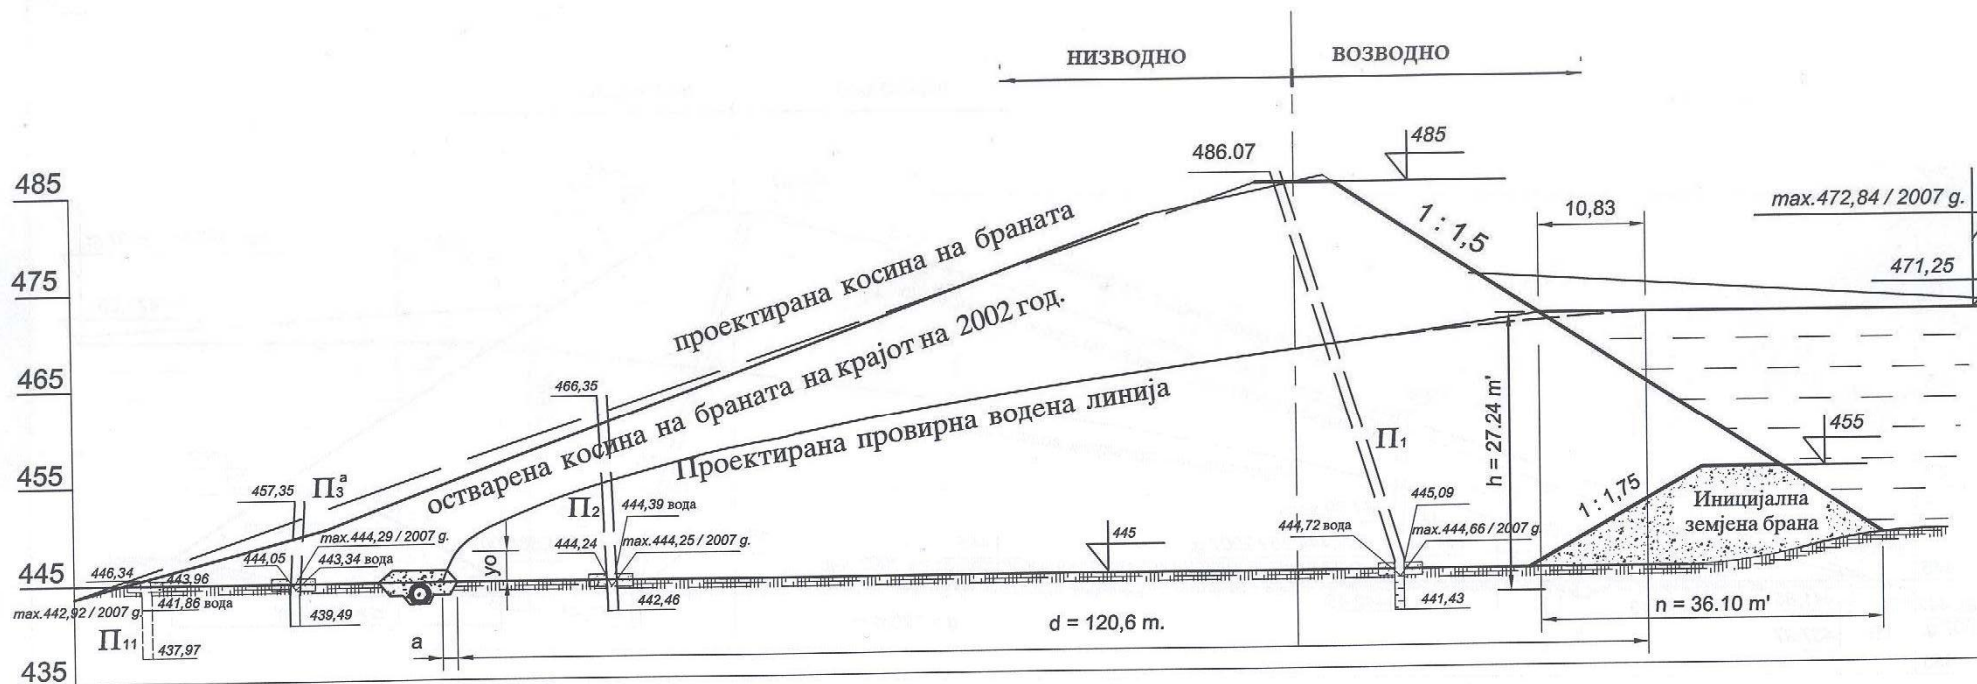 НИЗВОДНО
ВОЗВОДНО
486.07
485
max.472,84 / 2007 g.
10,83
1 : 1,5
471,25
485
475
465
455
445
435
проектирана косина на браната
остварена косина на браната на крајот на 2002 год.
Проектирана провирна водена линија
466,35
457,35
П3а
П2
444,39 вода
444,24
max.444,25 / 2007 g.
442,46
max.444,29 / 2007 g.
444,05
443,34 вода
439,49
446,34
443,96
441,86 вода
max.442,92 / 2007 g.
П11
437,97
yo
a
445
d = 120,6 m.
П1
444,72 вода
445,09
max.444,66 / 2007 g.
441,43
h = 27.24 m'
1 : 1,75
455
Иницијална
земјена брана
n = 36.10 m'